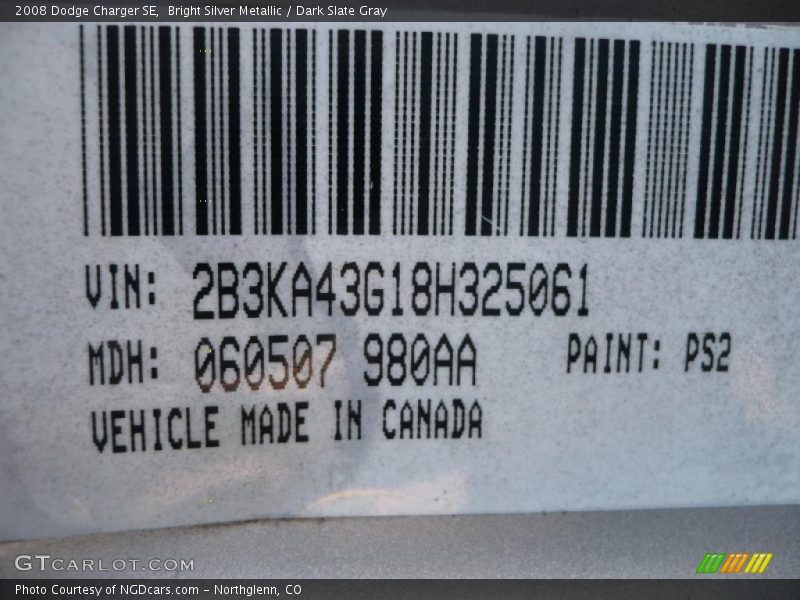 2008 Dodge Charger SE, Bright Silver Metallic / Dark Slate Gray
VIN: 2B3KA43G18H325061
MDH: 060507 980AA PAINT: PS2
VEHICLE MADE IN CANADA
GTCARLOT.COM
Photo Courtesy of NGDcars.com - Northglenn, CO